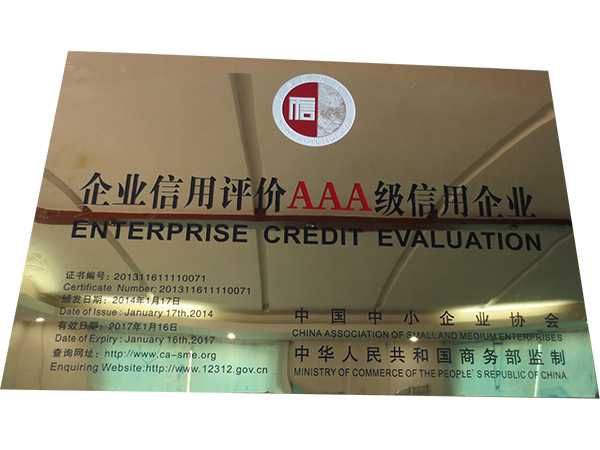 信
企业信用评价AAA级信用企业
ENTERPRISE CREDIT EVALUATION
证书编号：201311611110071
Certificate Number: 201311611110071
颁发日期：2014年1月17日
Date of Issue : January 17th,2014
有效日期：2017年1月16日
Date of Expiry : January 16th,2017
查询网址：http://www.ca-sme.org
Enquiring Website:http://www.12312.gov.cn
中国中小企业协会
CHINA ASSOCIATION OF SMALL AND MEDIUM ENTERPRISES
中华人民共和国商务部监制
MINISTRY OF COMMERCE OF THE PEOPLE'S REPUBLIC OF CHINA